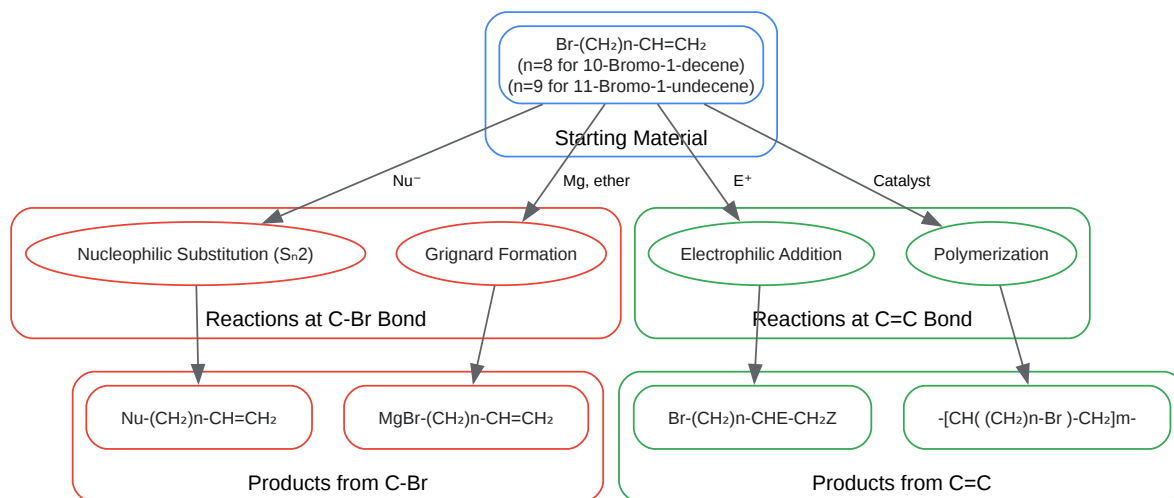 Br-(CH₂)n-CH=CH₂
(n=8 for 10-Bromo-1-decene)
(n=9 for 11-Bromo-1-undecene)
Starting Material
Nu⁻
Mg, ether
E⁺
Catalyst
Nucleophilic Substitution (Sₙ2)
Grignard Formation
Electrophilic Addition
Polymerization
Reactions at C-Br Bond
Reactions at C=C Bond
Nu-(CH₂)n-CH=CH₂
MgBr-(CH₂)n-CH=CH₂
Br-(CH₂)n-CHE-CH₂Z
-[CH( (CH₂)n-Br )-CH₂]m-
Products from C-Br
Products from C=C